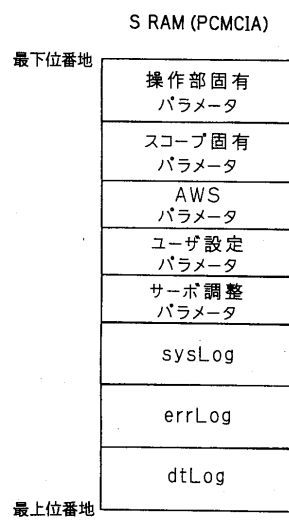 S RAM (PCMCIA)
最下位番地
操作部固有
パラメータ
スコープ固有
パラメータ
AWS
パラメータ
ユーザ設定
パラメータ
サーボ調整
パラメータ
sysLog
errLog
dtLog
最上位番地